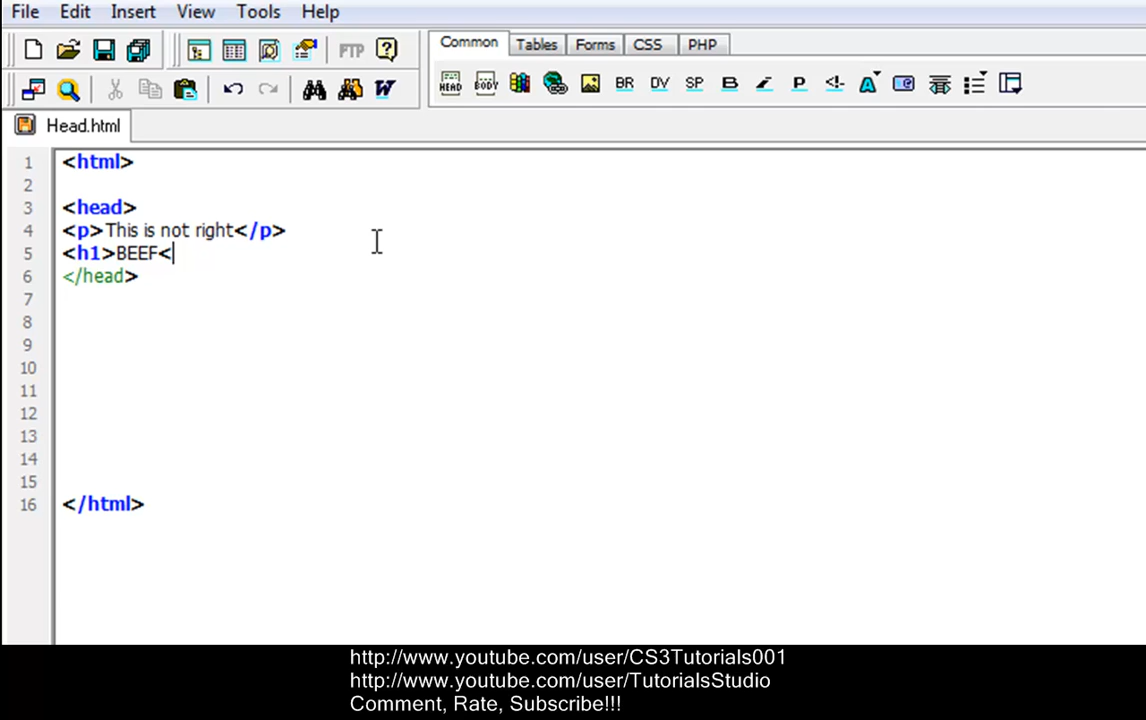 File Edit Insert View Tools Help
Common Tables Forms CSS PHP
FTP
HEAD BODY BR DV SP B P <!- A
W
Head.html
1 <html>
2
3 <head>
4 <p>This is not right</p>
5 <h1>BEEF<
6 </head>
7
8
9
10
11
12
13
14
15
16 </html>
http://www.youtube.com/user/CS3Tutorials001
http://www.youtube.com/user/TutorialsStudio
Comment, Rate, Subscribe!!!